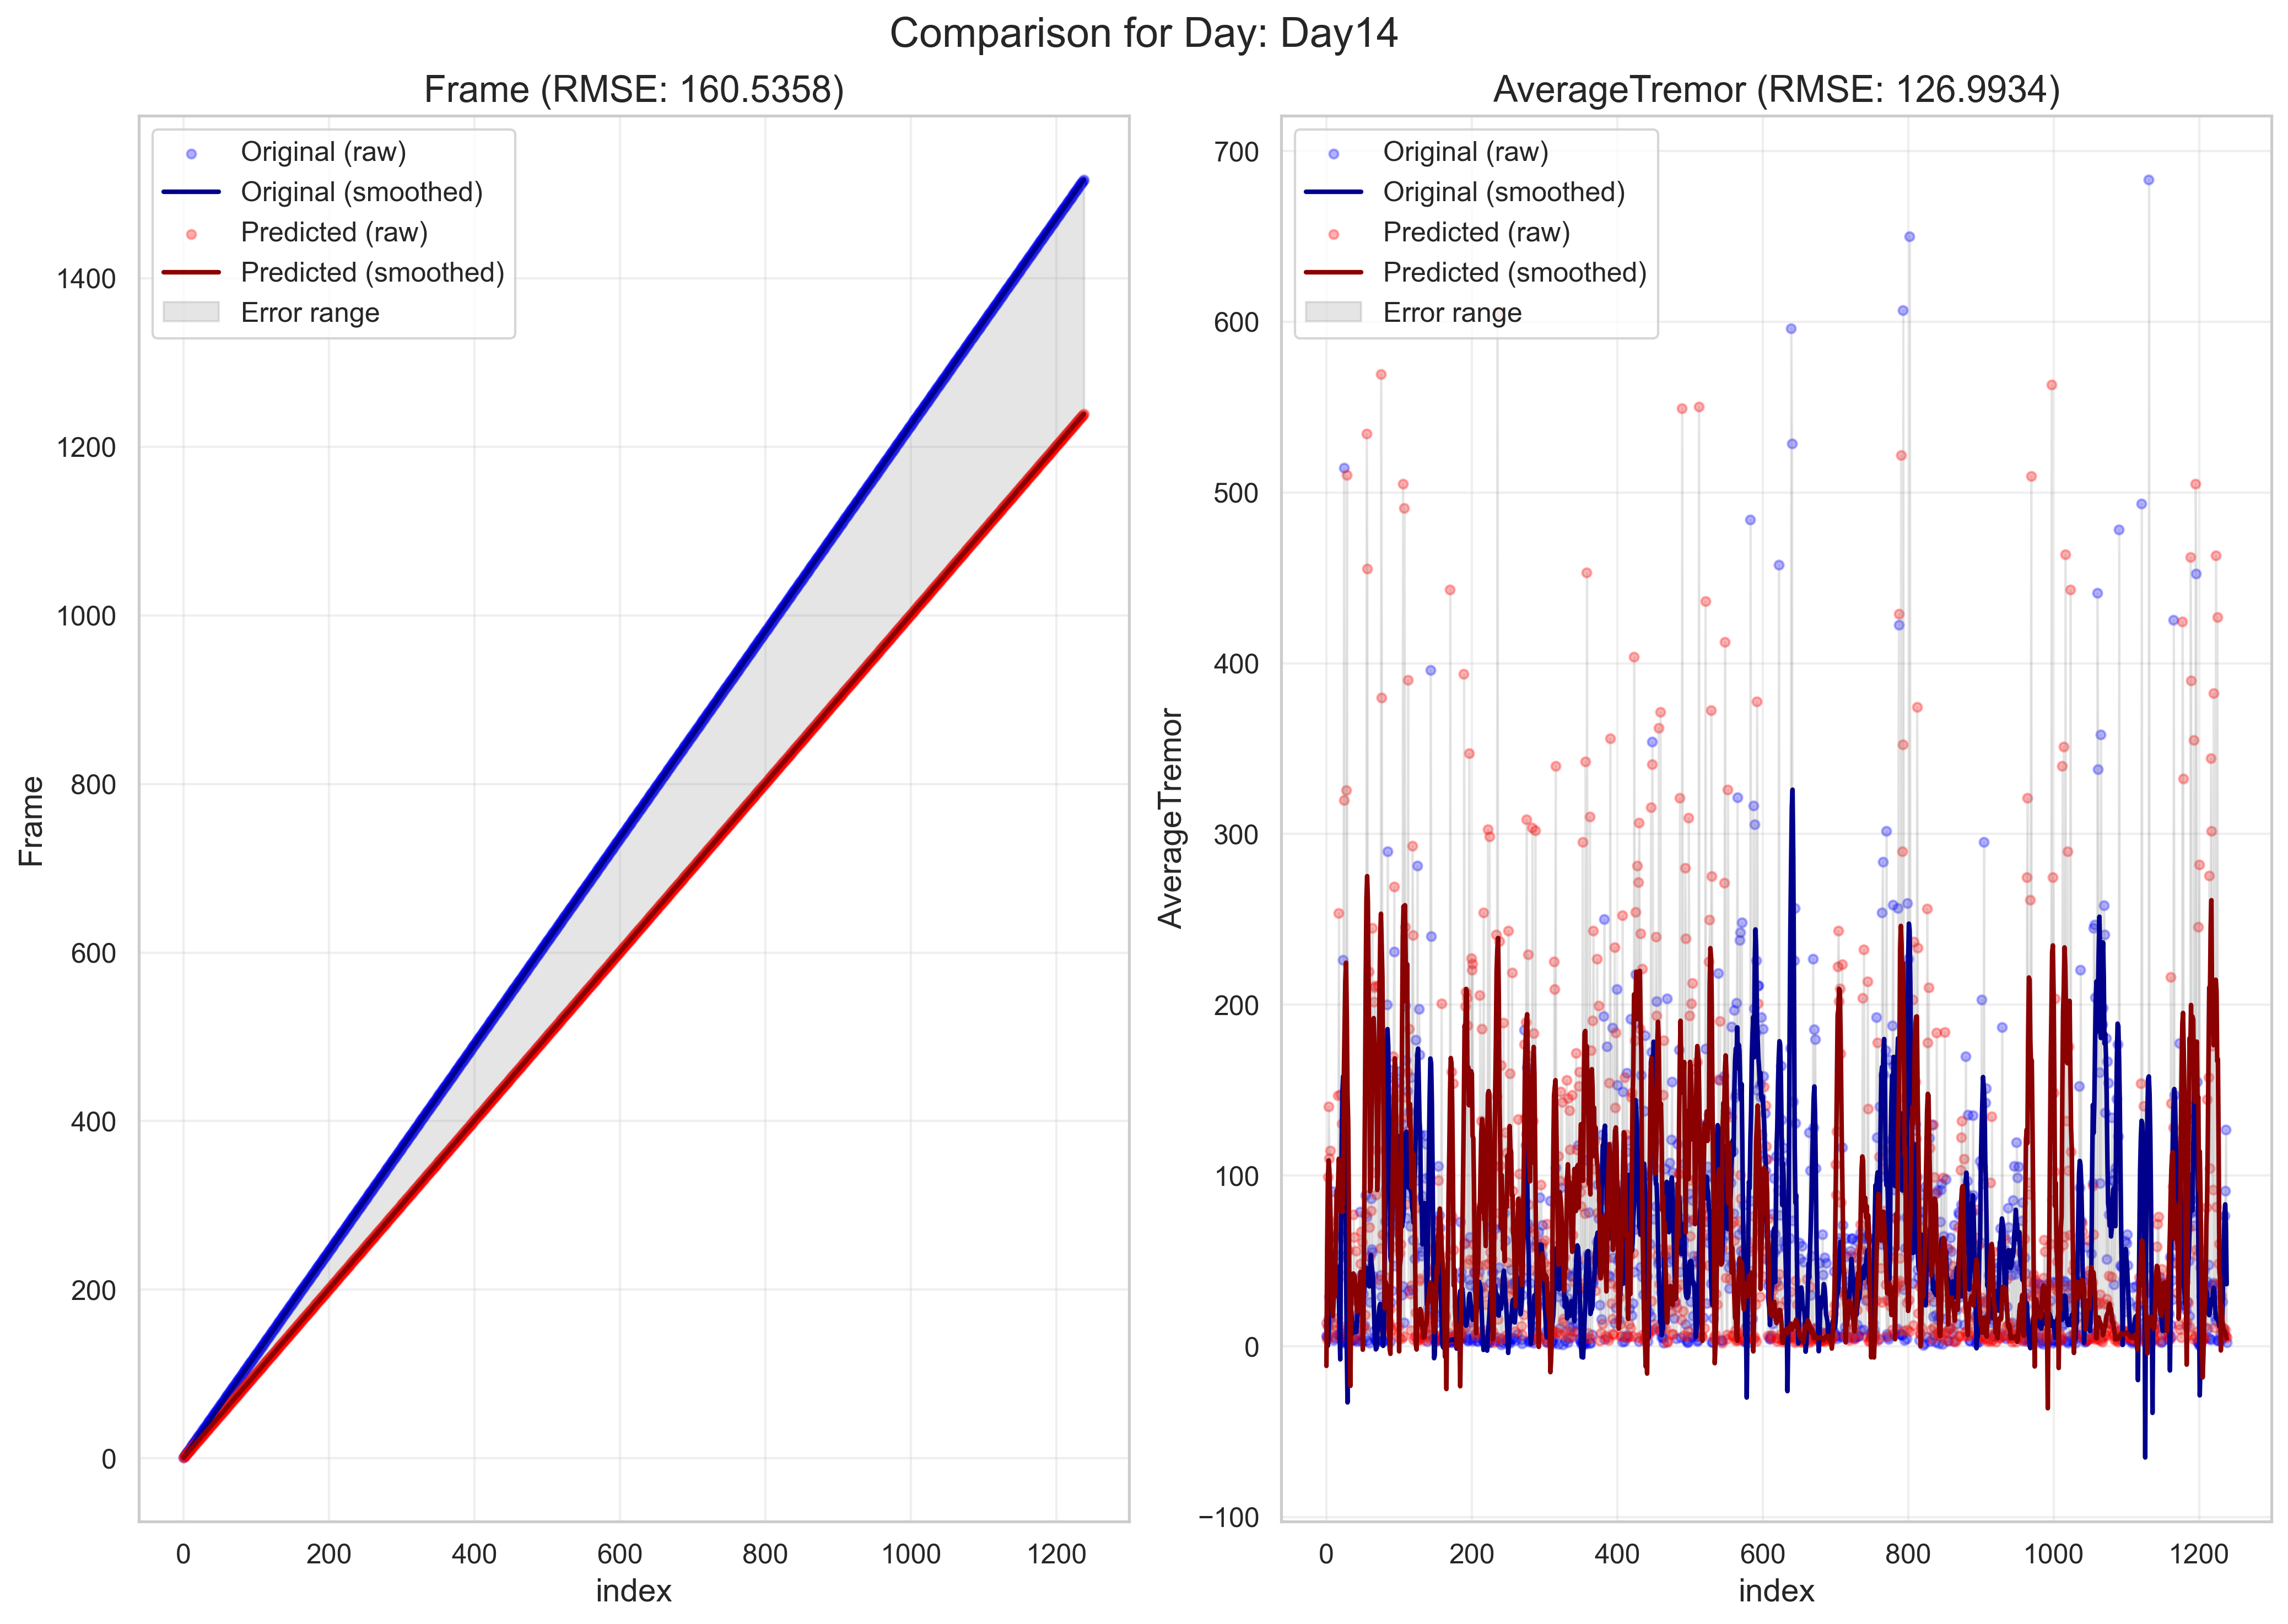 Comparison for Day: Day14
Frame (RMSE: 160.5358)
Original (raw)
Original (smoothed)
Predicted (raw)
Predicted (smoothed)
Error range
1400
1200
1000
800
600
400
200
0
Frame
0 200 400 600 800 1000 1200
index
AverageTremor (RMSE: 126.9934)
Original (raw)
Original (smoothed)
Predicted (raw)
Predicted (smoothed)
Error range
700
600
500
400
300
200
100
0
−100
AverageTremor
0 200 400 600 800 1000 1200
index